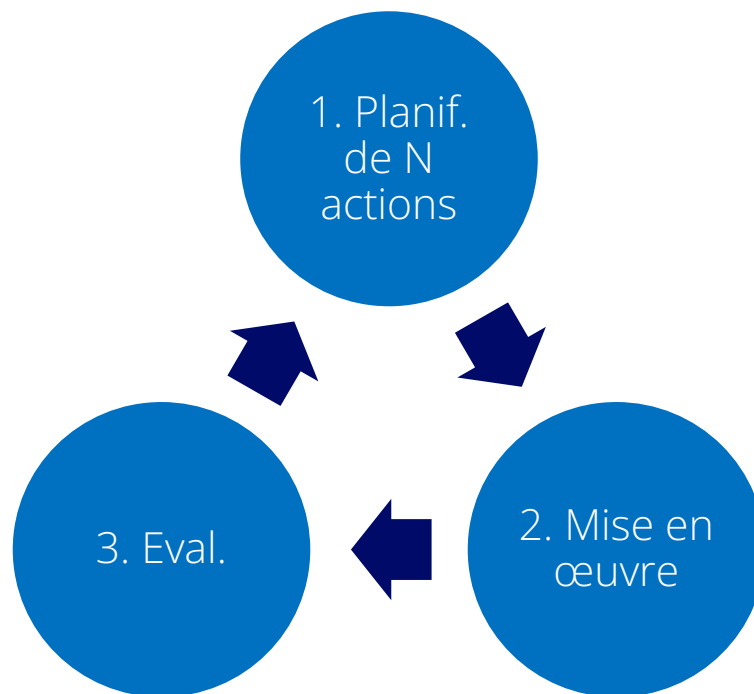 1. Planif.
de N
actions
2. Mise en
œuvre
3. Eval.